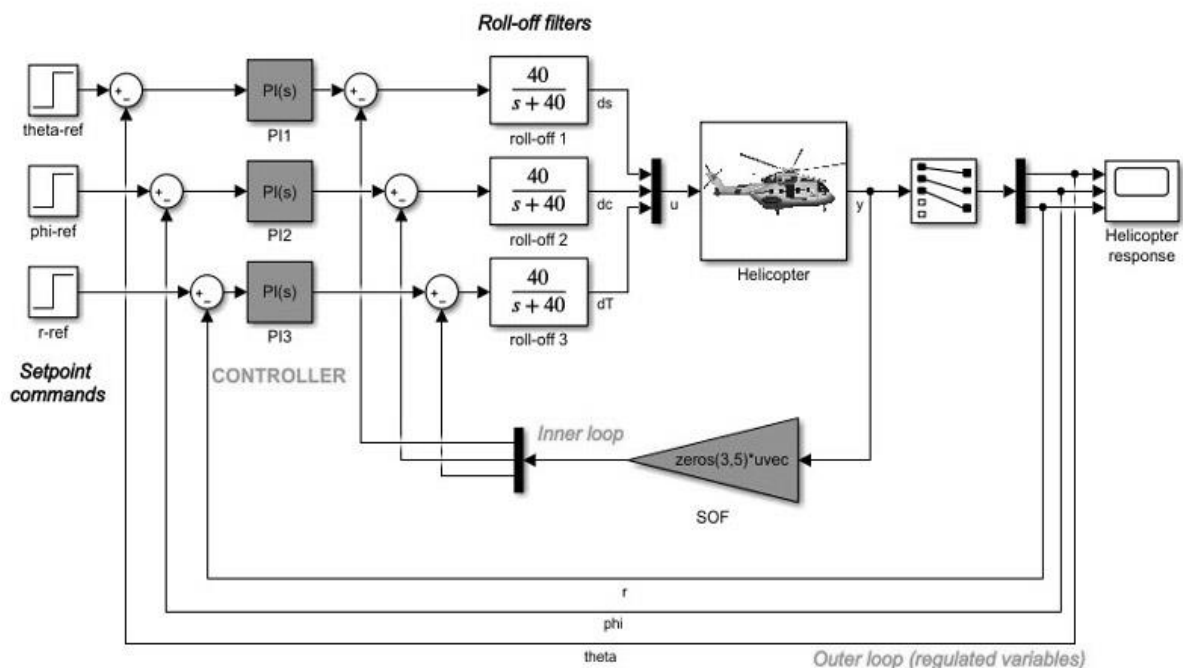 Roll-off filters
theta-ref
+
-
PI(s)
PI1
+
-
40
s + 40
roll-off 1
ds
phi-ref
+
-
PI(s)
PI2
+
-
40
s + 40
roll-off 2
dc
u
Helicopter
y
Helicopter
response
r-ref
+
-
PI(s)
PI3
+
-
40
s + 40
roll-off 3
dT
Setpoint
commands
CONTROLLER
Inner loop
zeros(3,5)*uvec
SOF
r
phi
theta
Outer loop (regulated variables)